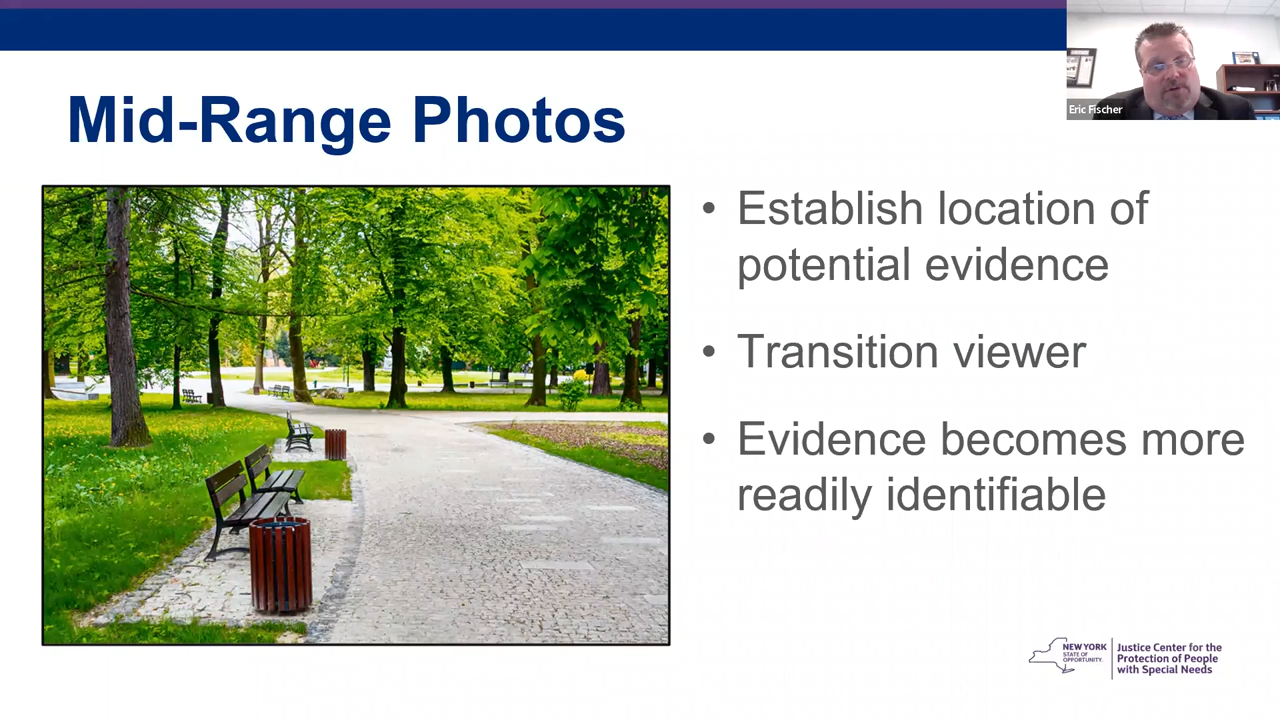 Eric Fischer
Mid-Range Photos
• Establish location of
potential evidence
• Transition viewer
• Evidence becomes more
readily identifiable
NEW YORK
STATE OF
OPPORTUNITY.
Justice Center for the
Protection of People
with Special Needs